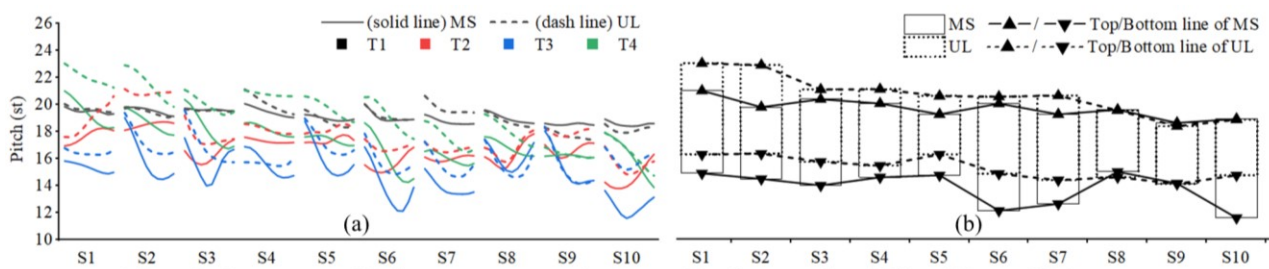 26
24
22
20
18
16
14
12
10
Pitch (st)
(solid line) MS (dash line) UL
T1 T2 T3 T4
(a)
S1 S2 S3 S4 S5 S6 S7 S8 S9 S10
MS / Top/Bottom line of MS
UL / Top/Bottom line of UL
(b)
S1 S2 S3 S4 S5 S6 S7 S8 S9 S10